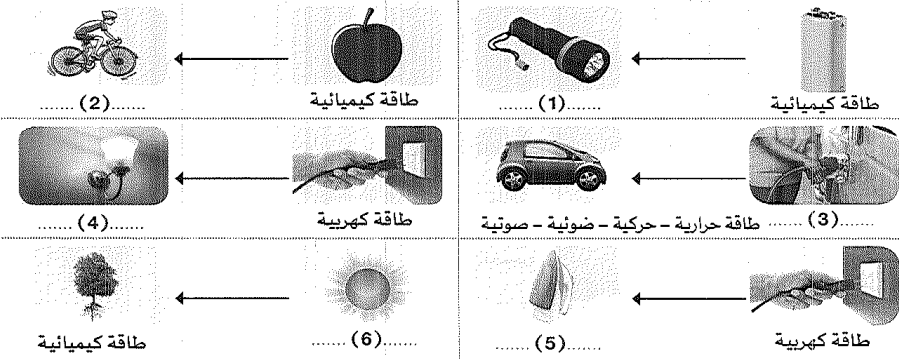 طاقة كيميائية
.......(1).......
طاقة كيميائية
.......(2).......
.......(3).......
طاقة حرارية – حركية – ضوئية – صوتية
طاقة كهربية
.......(4).......
طاقة كهربية
.......(5).......
.......(6).......
طاقة كيميائية